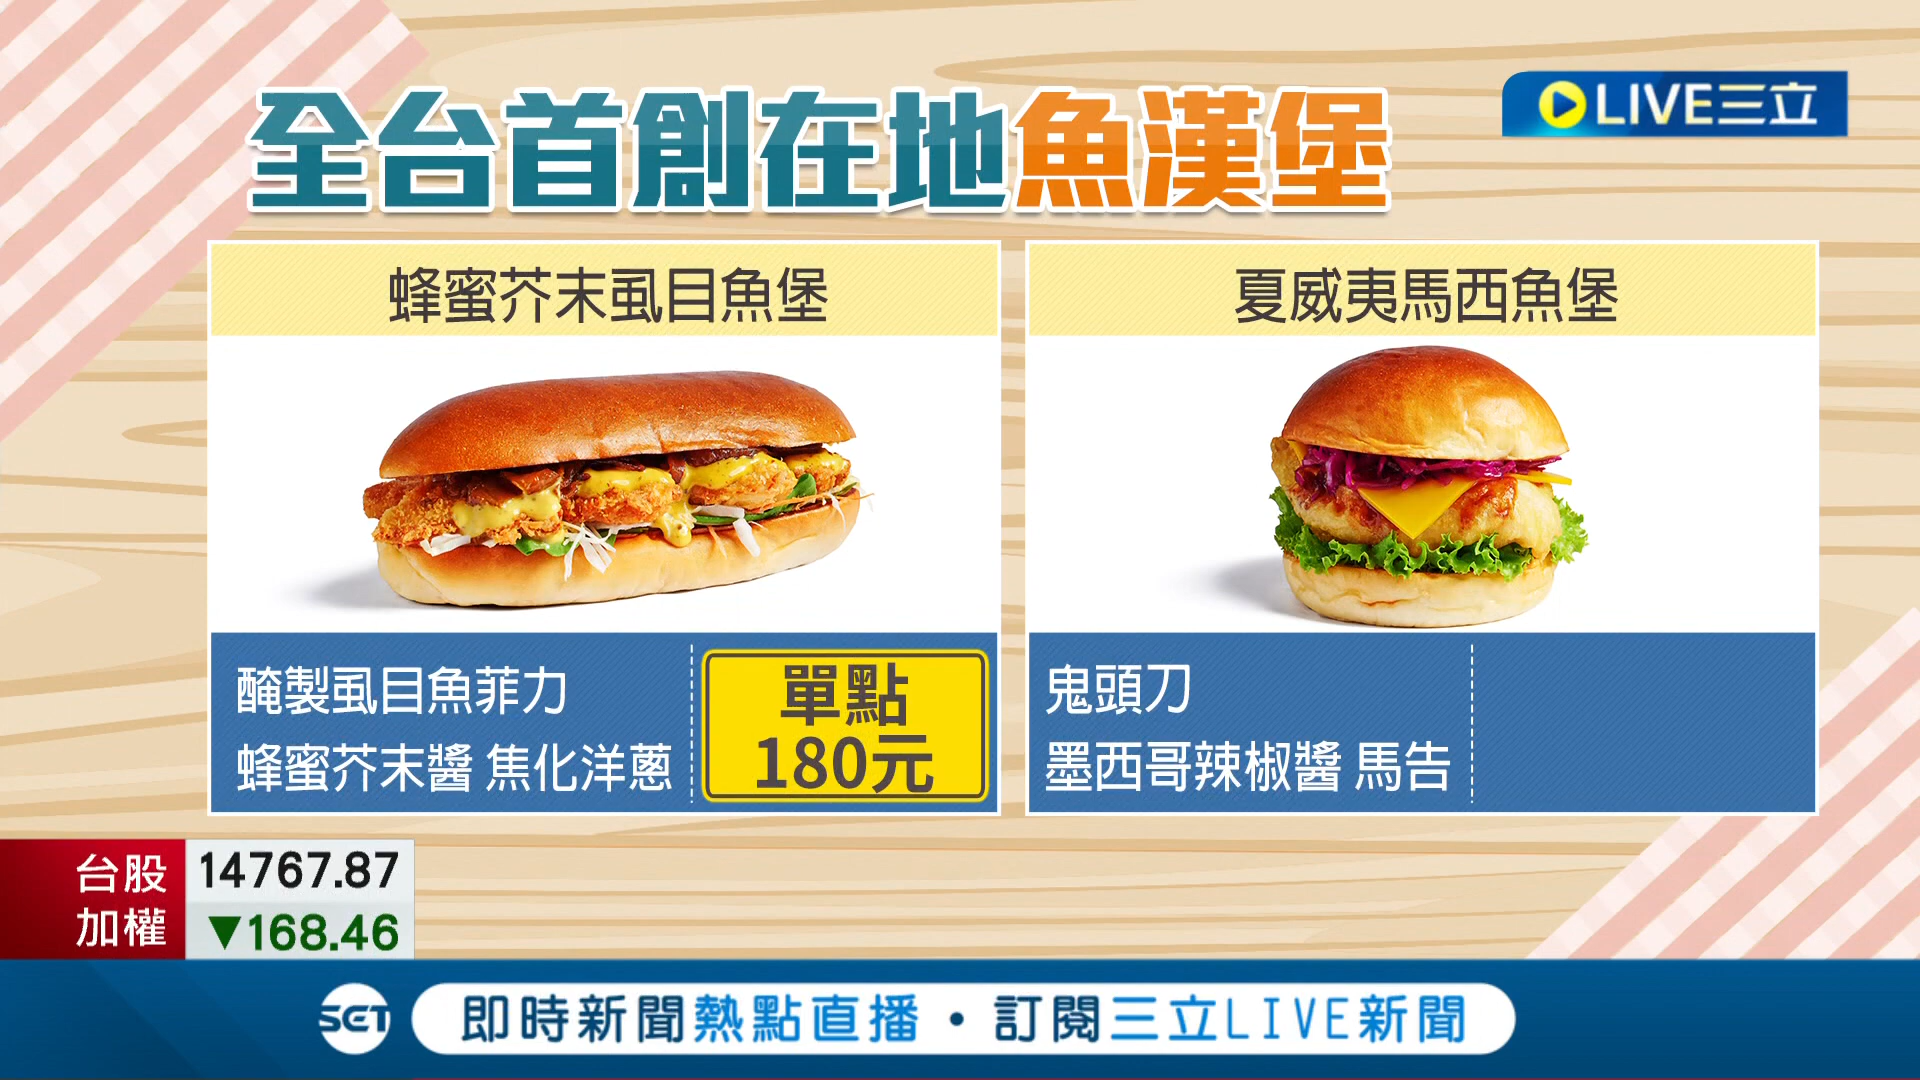 全台首創在地魚漢堡
LIVE三立
蜂蜜芥末虱目魚堡
夏威夷馬西魚堡
醃製虱目魚菲力
蜂蜜芥末醬 焦化洋蔥
單點
180元
鬼頭刀
墨西哥辣椒醬 馬告
台股
加權
14767.87
▼168.46
SET
即時新聞熱點直播・訂閱三立LIVE新聞